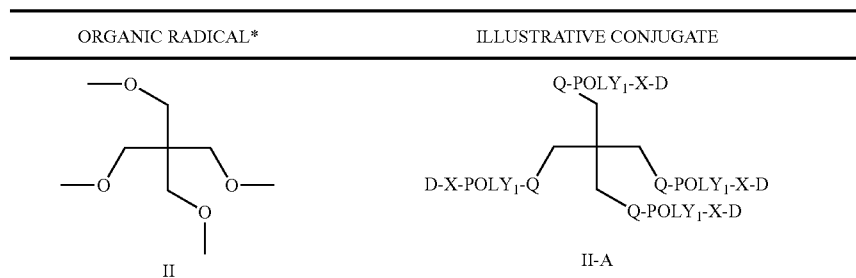 ORGANIC RADICAL* ILLUSTRATIVE CONJUGATE
O
O
O
O
II
Q-POLY₁-X-D
D-X-POLY₁-Q
Q-POLY₁-X-D
Q-POLY₁-X-D
II-A